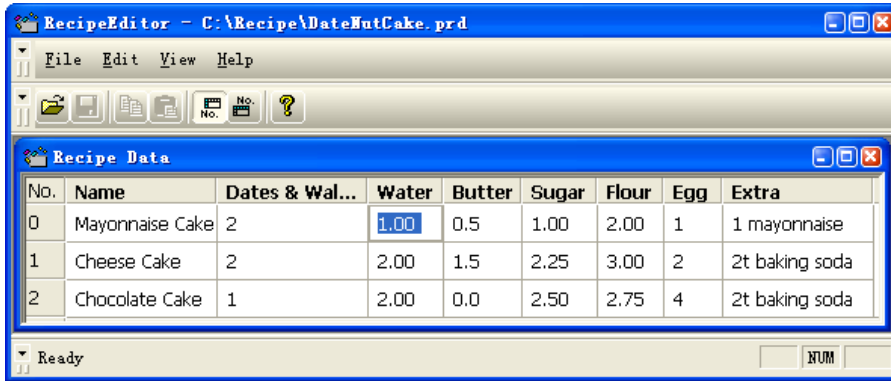 RecipeEditor - C:\Recipe\DateNutCake.prd
File Edit View Help
No. No. ?
Recipe Data
No. Name Dates & Wal... Water Butter Sugar Flour Egg Extra
0 Mayonnaise Cake 2 1.00 0.5 1.00 2.00 1 1 mayonnaise
1 Cheese Cake 2 2.00 1.5 2.25 3.00 2 2t baking soda
2 Chocolate Cake 1 2.00 0.0 2.50 2.75 4 2t baking soda
Ready NUM